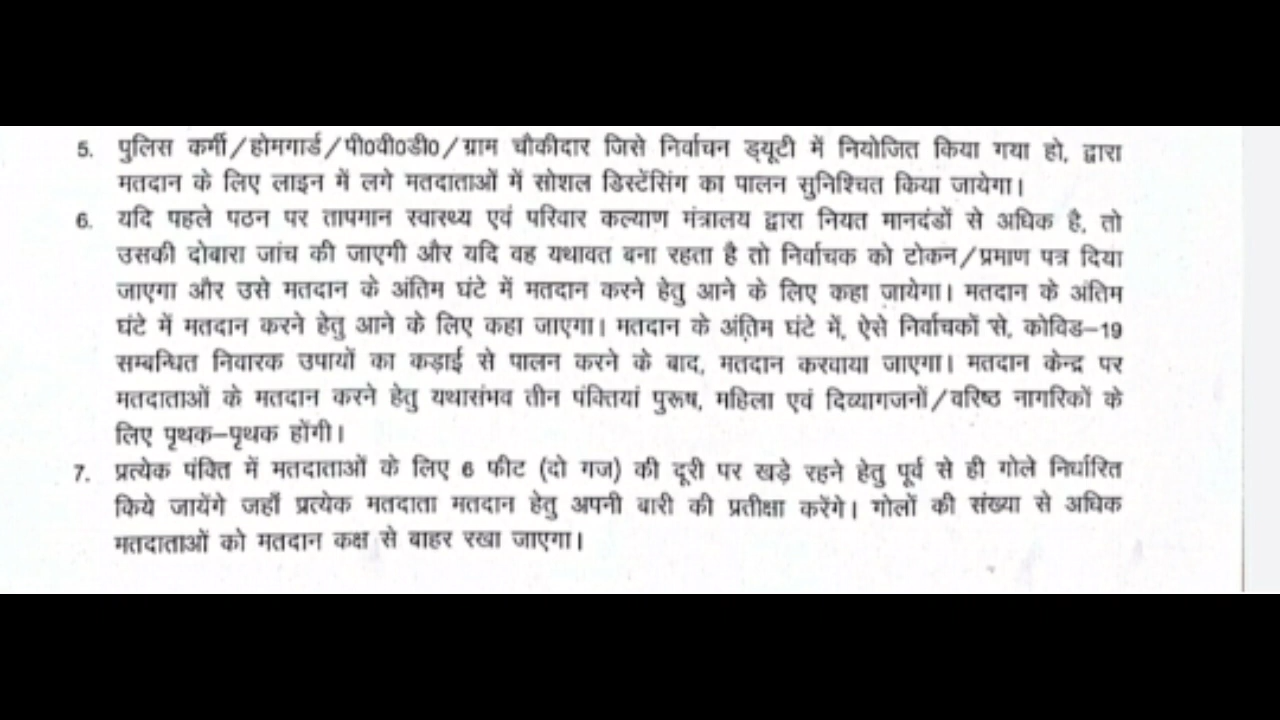 5. पुलिस कर्मी/होमगार्ड/पी0वी0डी0/ग्राम चौकीदार जिसे निर्वाचन ड्यूटी में नियोजित किया गया हो, द्वारा
मतदान के लिए लाइन में लगे मतदाताओं में सोशल डिस्टेंसिंग का पालन सुनिश्चित किया जायेगा।
6. यदि पहले पठन पर तापमान स्वास्थ्य एवं परिवार कल्याण मंत्रालय द्वारा नियत मानदंडों से अधिक है, तो
उसकी दोबारा जांच की जाएगी और यदि वह यथावत बना रहता है तो निर्वाचक को टोकन/प्रमाण पत्र दिया
जाएगा और उसे मतदान के अंतिम घंटे में मतदान करने हेतु आने के लिए कहा जायेगा। मतदान के अंतिम
घंटे में मतदान करने हेतु आने के लिए कहा जाएगा। मतदान के अंतिम घंटे में, ऐसे निर्वाचकों से, कोविड–19
सम्बन्धित निवारक उपायों का कड़ाई से पालन करने के बाद, मतदान करवाया जाएगा। मतदान केन्द्र पर
मतदाताओं के मतदान करने हेतु यथासंभव तीन पंक्तियां पुरूष, महिला एवं दिव्यागजनों/वरिष्ठ नागरिकों के
लिए पृथक–पृथक होंगी।
7. प्रत्येक पंक्ति में मतदाताओं के लिए 6 फीट (दो गज) की दूरी पर खड़े रहने हेतु पूर्व से ही गोले निर्धारित
किये जायेंगे जहाँ प्रत्येक मतदाता मतदान हेतु अपनी बारी की प्रतीक्षा करेंगे। गोलों की संख्या से अधिक
मतदाताओं को मतदान कक्ष से बाहर रखा जाएगा।